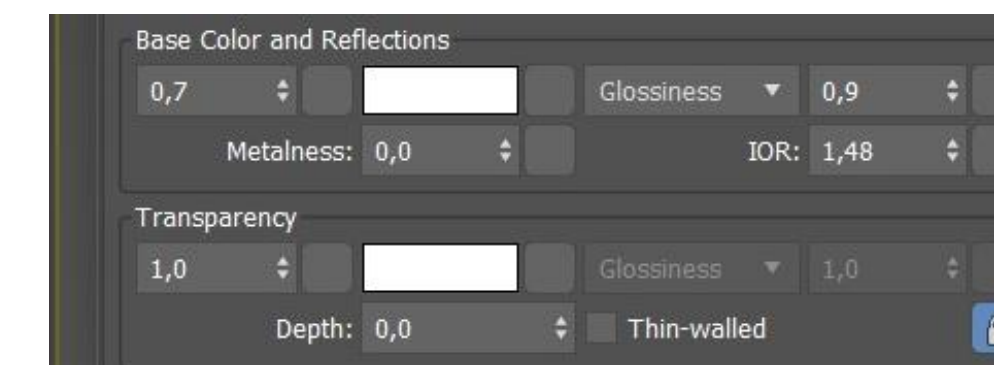 Base Color and Reflections
0,7 Glossiness 0,9
Metalness: 0,0 IOR: 1,48
Transparency
1,0 Glossiness 1,0
Depth: 0,0 Thin-walled